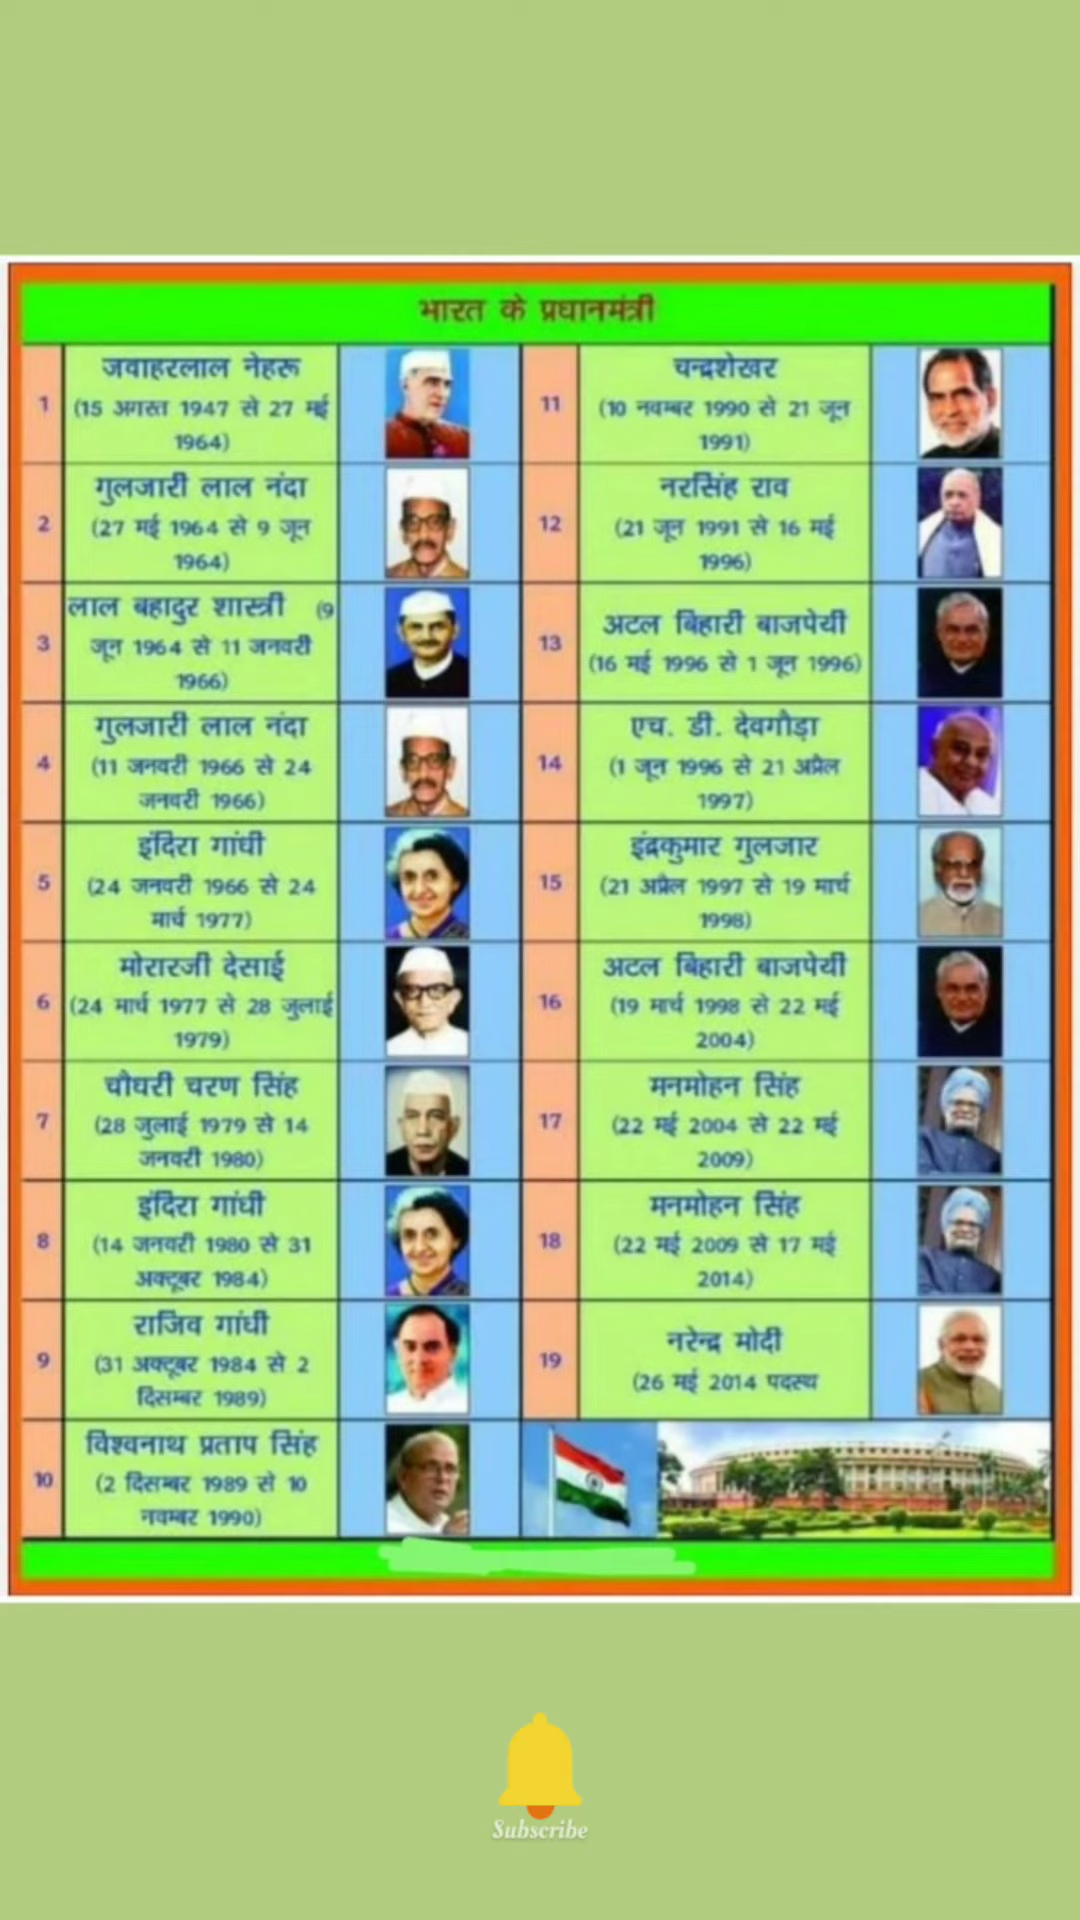 भारत के प्रधानमंत्री
1
जवाहरलाल नेहरू
(15 अगस्त 1947 से 27 मई
1964)
2
गुलजारी लाल नंदा
(27 मई 1964 से 9 जून
1964)
3
लाल बहादुर शास्त्री (9
जून 1964 से 11 जनवरी
1966)
4
गुलजारी लाल नंदा
(11 जनवरी 1966 से 24
जनवरी 1966)
5
इंदिरा गांधी
(24 जनवरी 1966 से 24
मार्च 1977)
6
मोरारजी देसाई
(24 मार्च 1977 से 28 जुलाई
1979)
7
चौधरी चरण सिंह
(28 जुलाई 1979 से 14
जनवरी 1980)
8
इंदिरा गांधी
(14 जनवरी 1980 से 31
अक्टूबर 1984)
9
राजिव गांधी
(31 अक्टूबर 1984 से 2
दिसम्बर 1989)
10
विश्वनाथ प्रताप सिंह
(2 दिसम्बर 1989 से 10
नवम्बर 1990)
11
चन्द्रशेखर
(10 नवम्बर 1990 से 21 जून
1991)
12
नरसिंह राव
(21 जून 1991 से 16 मई
1996)
13
अटल बिहारी बाजपेयी
(16 मई 1996 से 1 जून 1996)
14
एच. डी. देवगौड़ा
(1 जून 1996 से 21 अप्रैल
1997)
15
इंद्रकुमार गुलजार
(21 अप्रैल 1997 से 19 मार्च
1998)
16
अटल बिहारी बाजपेयी
(19 मार्च 1998 से 22 मई
2004)
17
मनमोहन सिंह
(22 मई 2004 से 22 मई
2009)
18
मनमोहन सिंह
(22 मई 2009 से 17 मई
2014)
19
नरेन्द्र मोदी
(26 मई 2014 पदस्थ
Subscribe